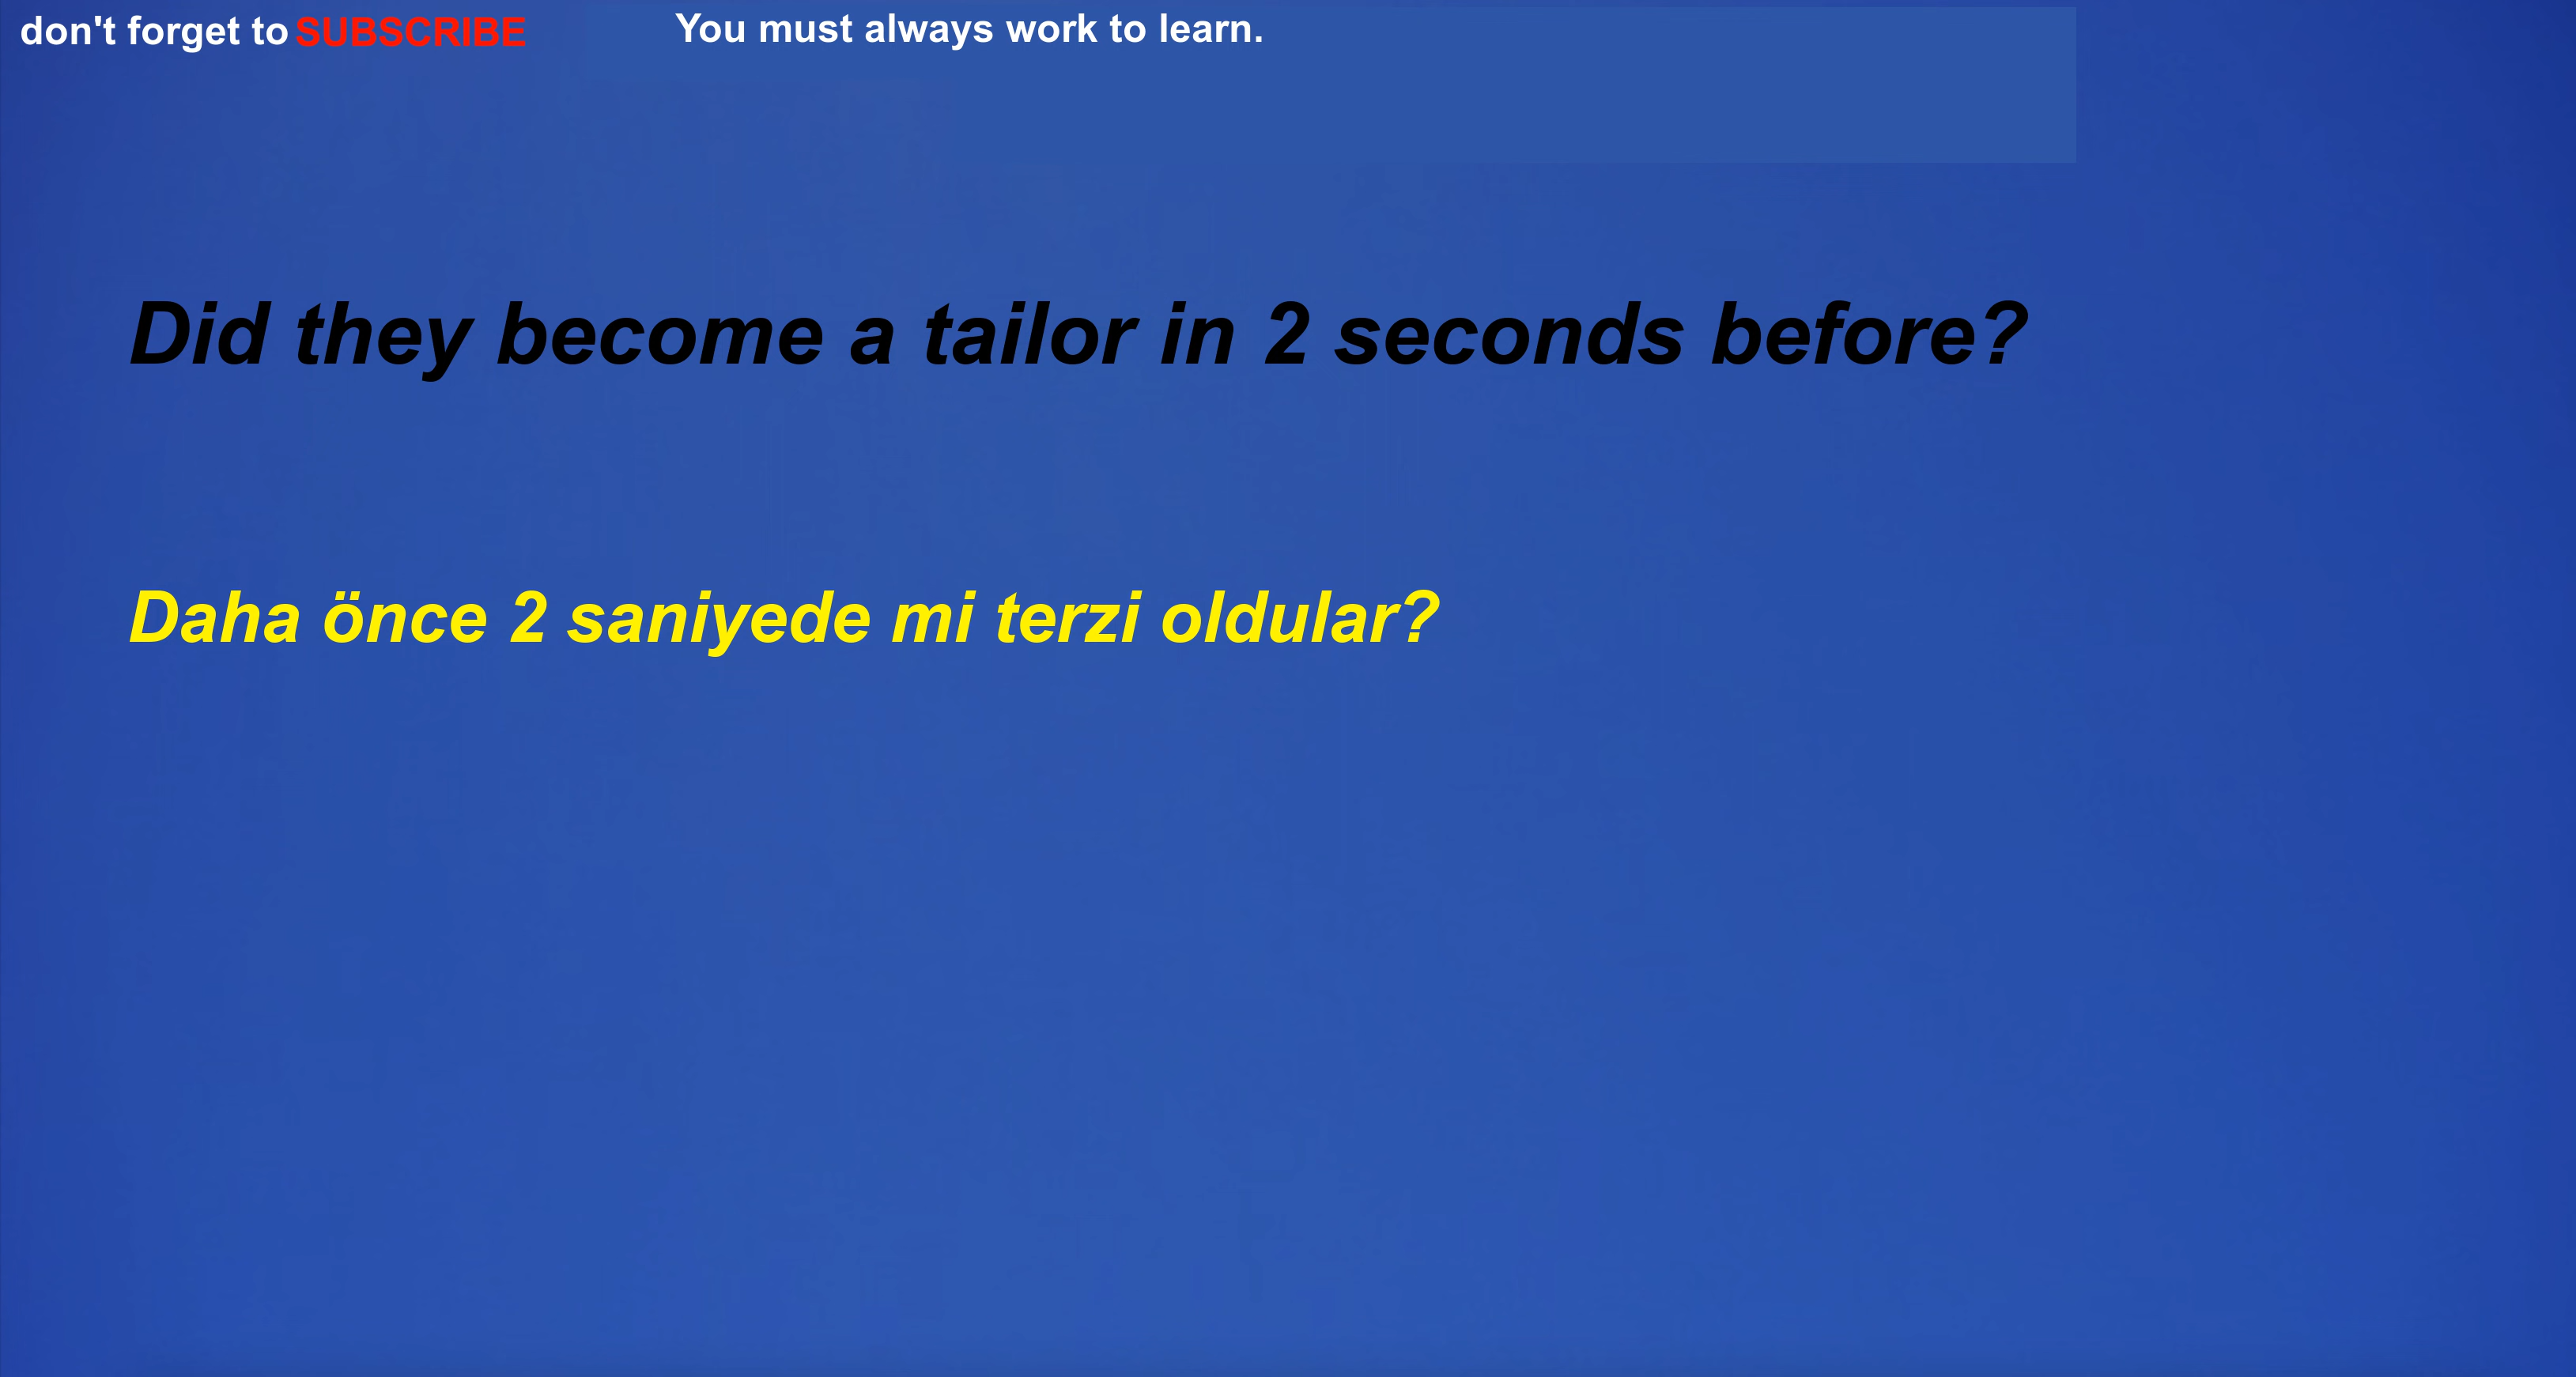 don't forget to SUBSCRIBE
You must always work to learn.
Did they become a tailor in 2 seconds before?
Daha önce 2 saniyede mi terzi oldular?